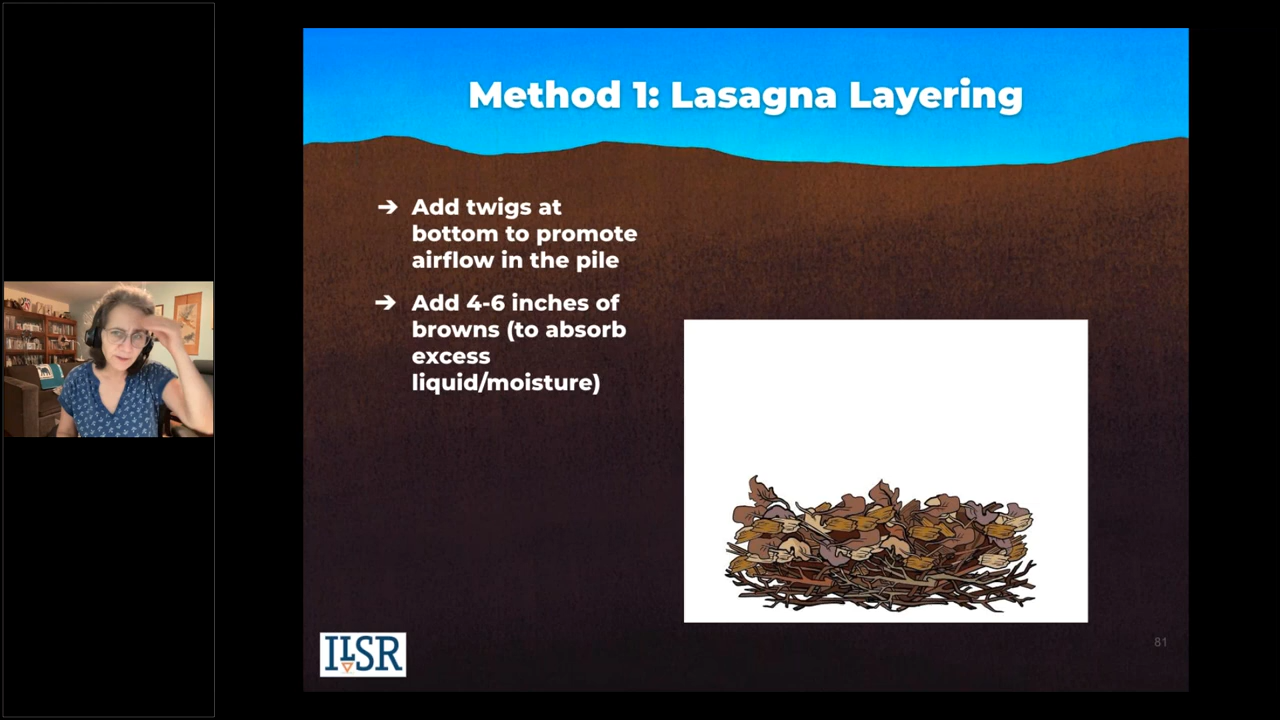 Method 1: Lasagna Layering
➔ Add twigs at
bottom to promote
airflow in the pile
➔ Add 4-6 inches of
browns (to absorb
excess
liquid/moisture)
ILSR
81